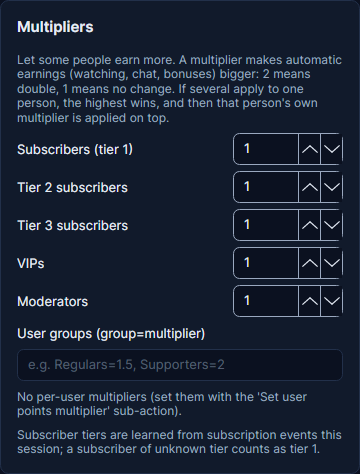 Multipliers
Let some people earn more. A multiplier makes automatic
earnings (watching, chat, bonuses) bigger: 2 means
double, 1 means no change. If several apply to one
person, the highest wins, and then that person's own
multiplier is applied on top.
Subscribers (tier 1) 1
Tier 2 subscribers 1
Tier 3 subscribers 1
VIPs 1
Moderators 1
User groups (group=multiplier)
e.g. Regulars=1.5, Supporters=2
No per-user multipliers (set them with the 'Set user
points multiplier' sub-action).
Subscriber tiers are learned from subscription events this
session; a subscriber of unknown tier counts as tier 1.